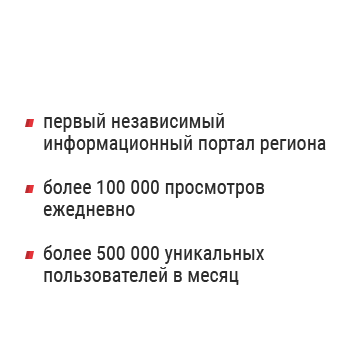 первый независимый
информационный портал региона
более 100 000 просмотров
ежедневно
более 500 000 уникальных
пользователей в месяц